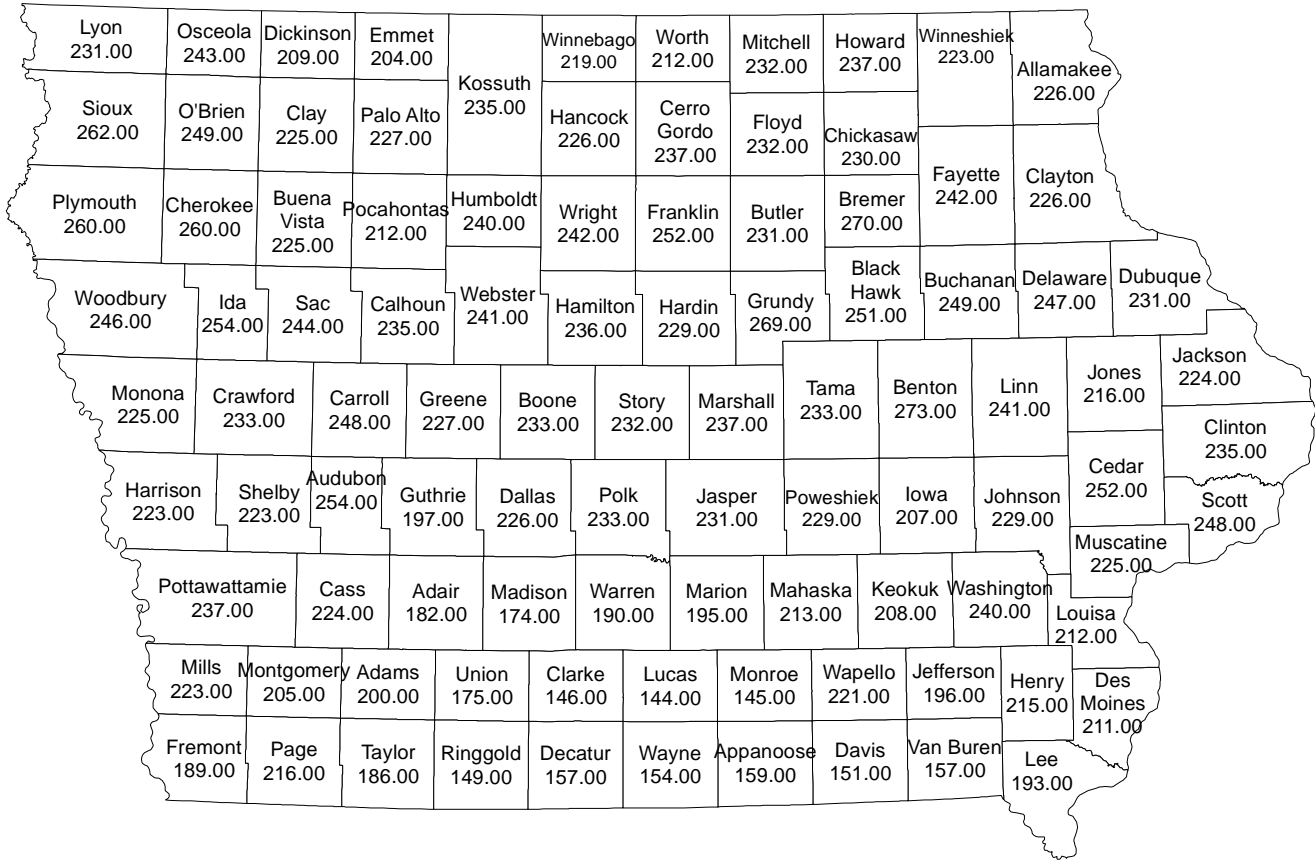 Lyon
231.00
Osceola
243.00
Dickinson
209.00
Emmet
204.00
Kossuth
235.00
Winnebago
219.00
Worth
212.00
Mitchell
232.00
Howard
237.00
Winneshiek
223.00
Allamakee
226.00
Sioux
262.00
O'Brien
249.00
Clay
225.00
Palo Alto
227.00
Hancock
226.00
Cerro
Gordo
237.00
Floyd
232.00
Chickasaw
230.00
Plymouth
260.00
Cherokee
260.00
Buena
Vista
225.00
Pocahontas
212.00
Humboldt
240.00
Wright
242.00
Franklin
252.00
Butler
231.00
Bremer
270.00
Fayette
242.00
Clayton
226.00
Woodbury
246.00
Ida
254.00
Sac
244.00
Calhoun
235.00
Webster
241.00
Hamilton
236.00
Hardin
229.00
Grundy
269.00
Black
Hawk
251.00
Buchanan
249.00
Delaware
247.00
Dubuque
231.00
Monona
225.00
Crawford
233.00
Carroll
248.00
Greene
227.00
Boone
233.00
Story
232.00
Marshall
237.00
Tama
233.00
Benton
273.00
Linn
241.00
Jones
216.00
Jackson
224.00
Clinton
235.00
Harrison
223.00
Shelby
223.00
Audubon
254.00
Guthrie
197.00
Dallas
226.00
Polk
233.00
Jasper
231.00
Poweshiek
229.00
Iowa
207.00
Johnson
229.00
Cedar
252.00
Scott
248.00
Muscatine
225.00
Pottawattamie
237.00
Cass
224.00
Adair
182.00
Madison
174.00
Warren
190.00
Marion
195.00
Mahaska
213.00
Keokuk
208.00
Washington
240.00
Louisa
212.00
Mills
223.00
Montgomery
205.00
Adams
200.00
Union
175.00
Clarke
146.00
Lucas
144.00
Monroe
145.00
Wapello
221.00
Jefferson
196.00
Henry
215.00
Des
Moines
211.00
Fremont
189.00
Page
216.00
Taylor
186.00
Ringgold
149.00
Decatur
157.00
Wayne
154.00
Appanoose
159.00
Davis
151.00
Van Buren
157.00
Lee
193.00